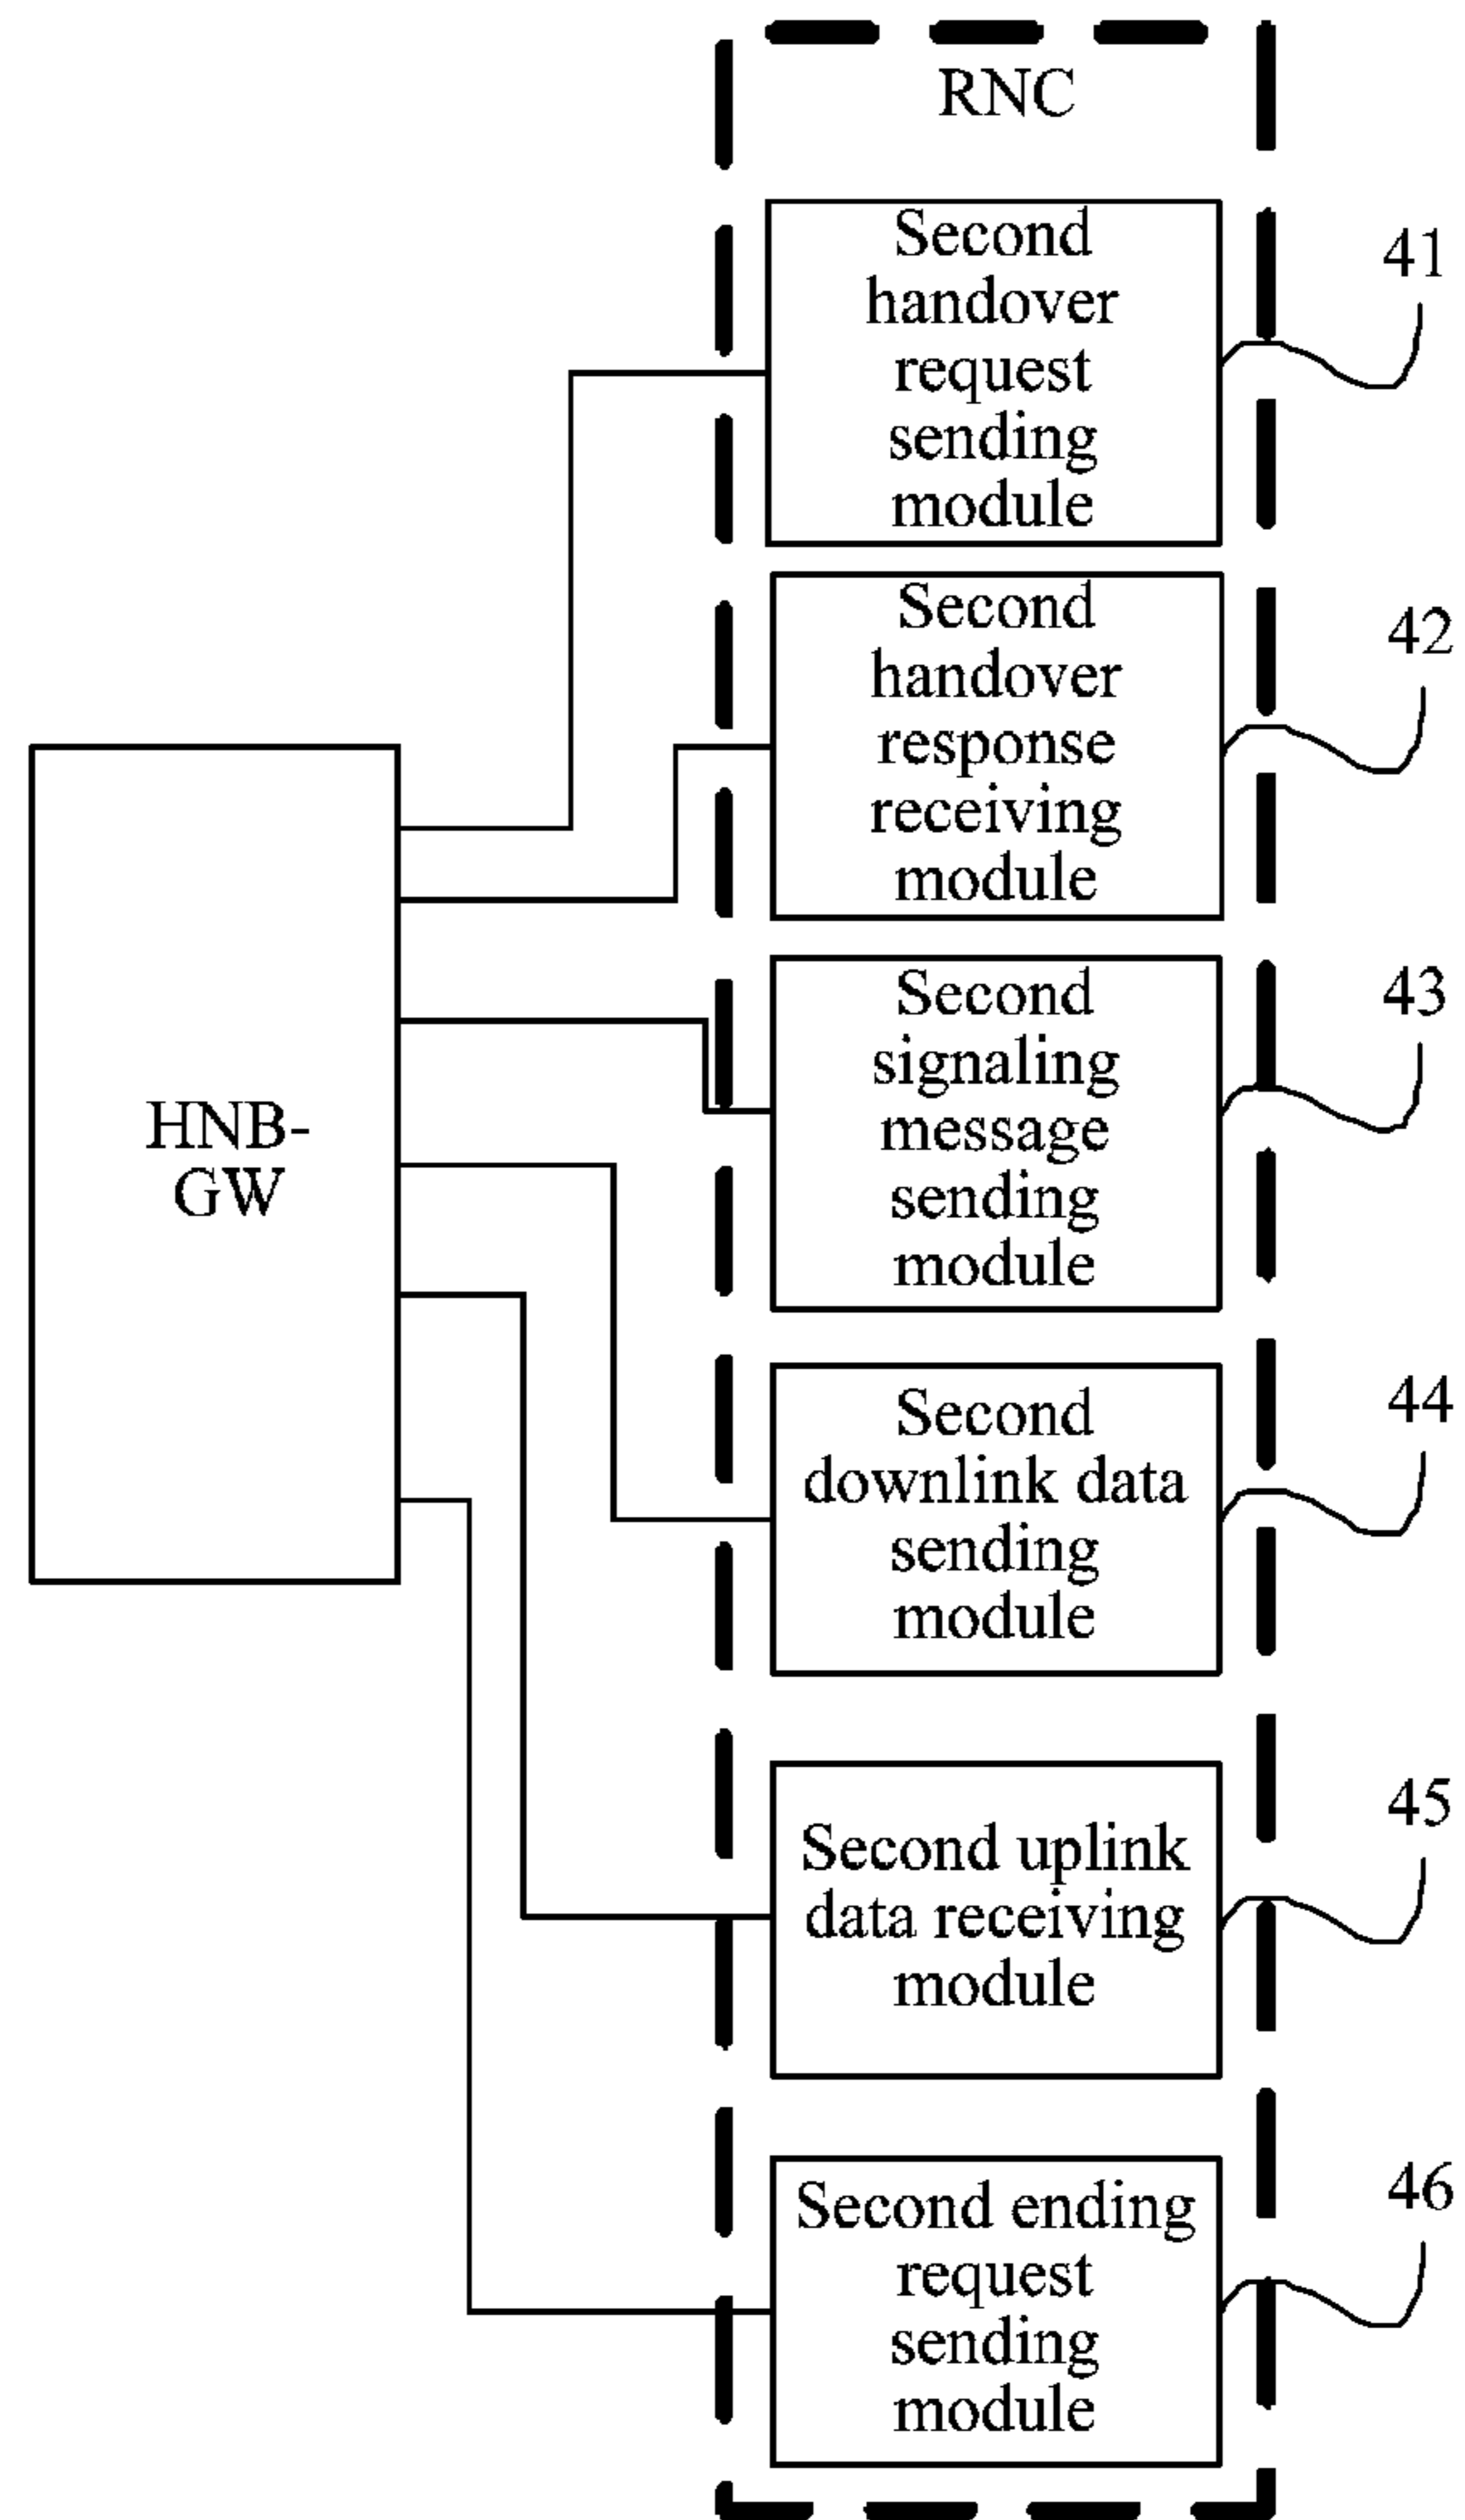 RNC
Second
handover
request
sending
module
41
Second
handover
response
receiving
module
42
HNB-
GW
Second
signaling
message
sending
module
43
Second
downlink data
sending
module
44
Second uplink
data receiving
module
45
Second ending
request
sending
module
46